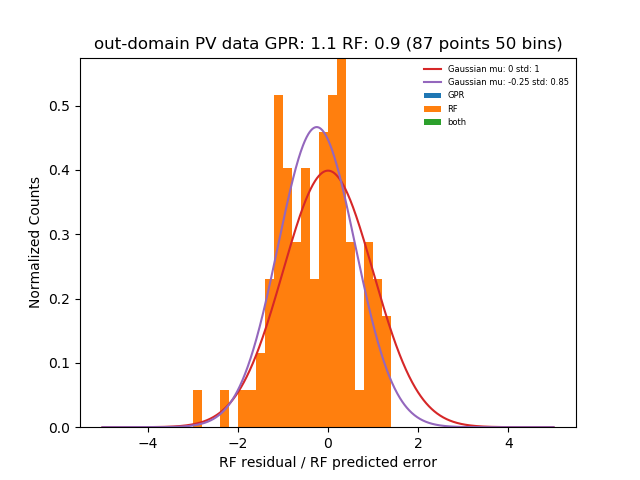 out-domain PV data GPR: 1.1 RF: 0.9 (87 points 50 bins)
Gaussian mu: 0 std: 1
Gaussian mu: -0.25 std: 0.85
GPR
RF
both
Normalized Counts
0.5
0.4
0.3
0.2
0.1
0.0
−4 −2 0 2 4
RF residual / RF predicted error